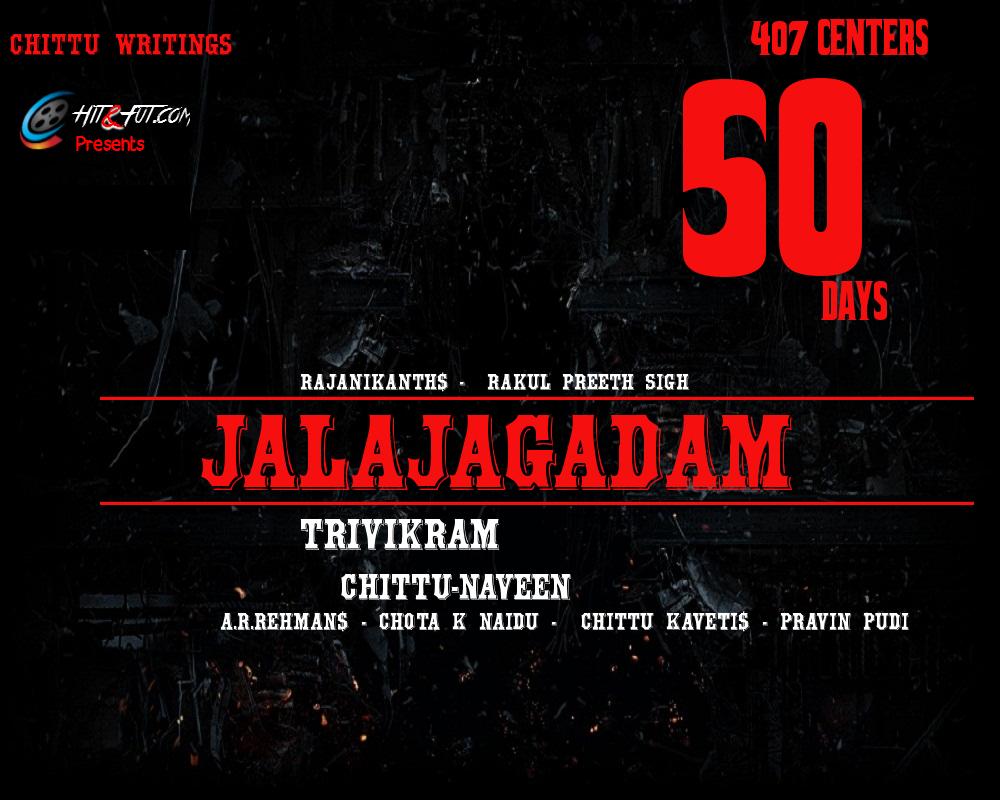 CHITTU WRITINGS
407 CENTERS
50
HIT&FUT.COM
Presents
DAYS
RAJANIKANTH$ - RAKUL PREETH SIGH
JALAJAGADAM
TRIVIKRAM
CHITTU-NAVEEN
A.R.REHMAN$ - CHOTA K NAIDU - CHITTU KAVETI$ - PRAVIN PUDI